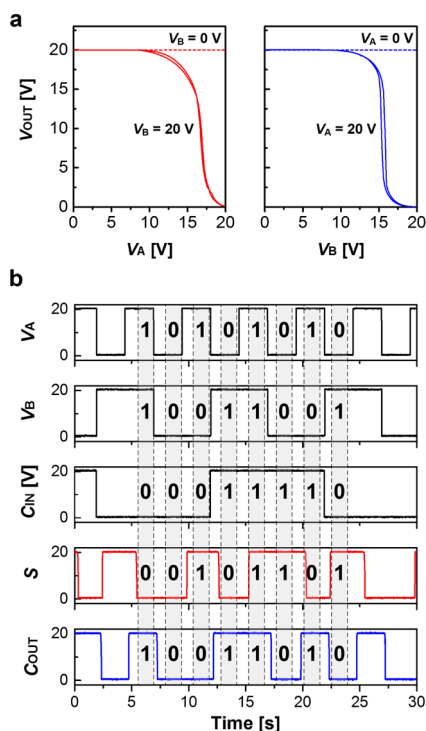 a
VB = 0 V
VA = 0 V
VOUT [V]
20
15
10
5
0
VB = 20 V
VA = 20 V
0 5 10 15 20
0 5 10 15 20
VA [V]
VB [V]
b
VA
20
0
1 0 1 0 1 0 1 0
VB
20
0
1 0 0 1 1 0 0 1
CIN [V]
20
0
0 0 0 1 1 1 1 0
S
20
0
0 0 1 0 1 1 0 1
COUT
20
0
1 0 0 1 1 0 1 0
0 5 10 15 20 25 30
Time [s]